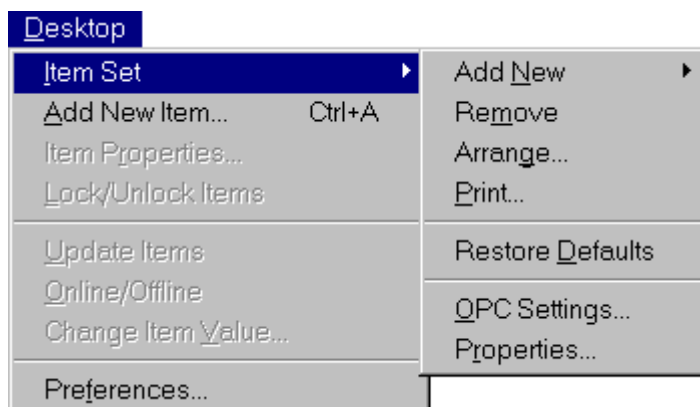 Desktop
Item Set
Add New Item... Ctrl+A
Item Properties...
Lock/Unlock Items
Update Items
Online/Offline
Change Item Value...
Preferences...
Add New
Remove
Arrange...
Print...
Restore Defaults
OPC Settings...
Properties...